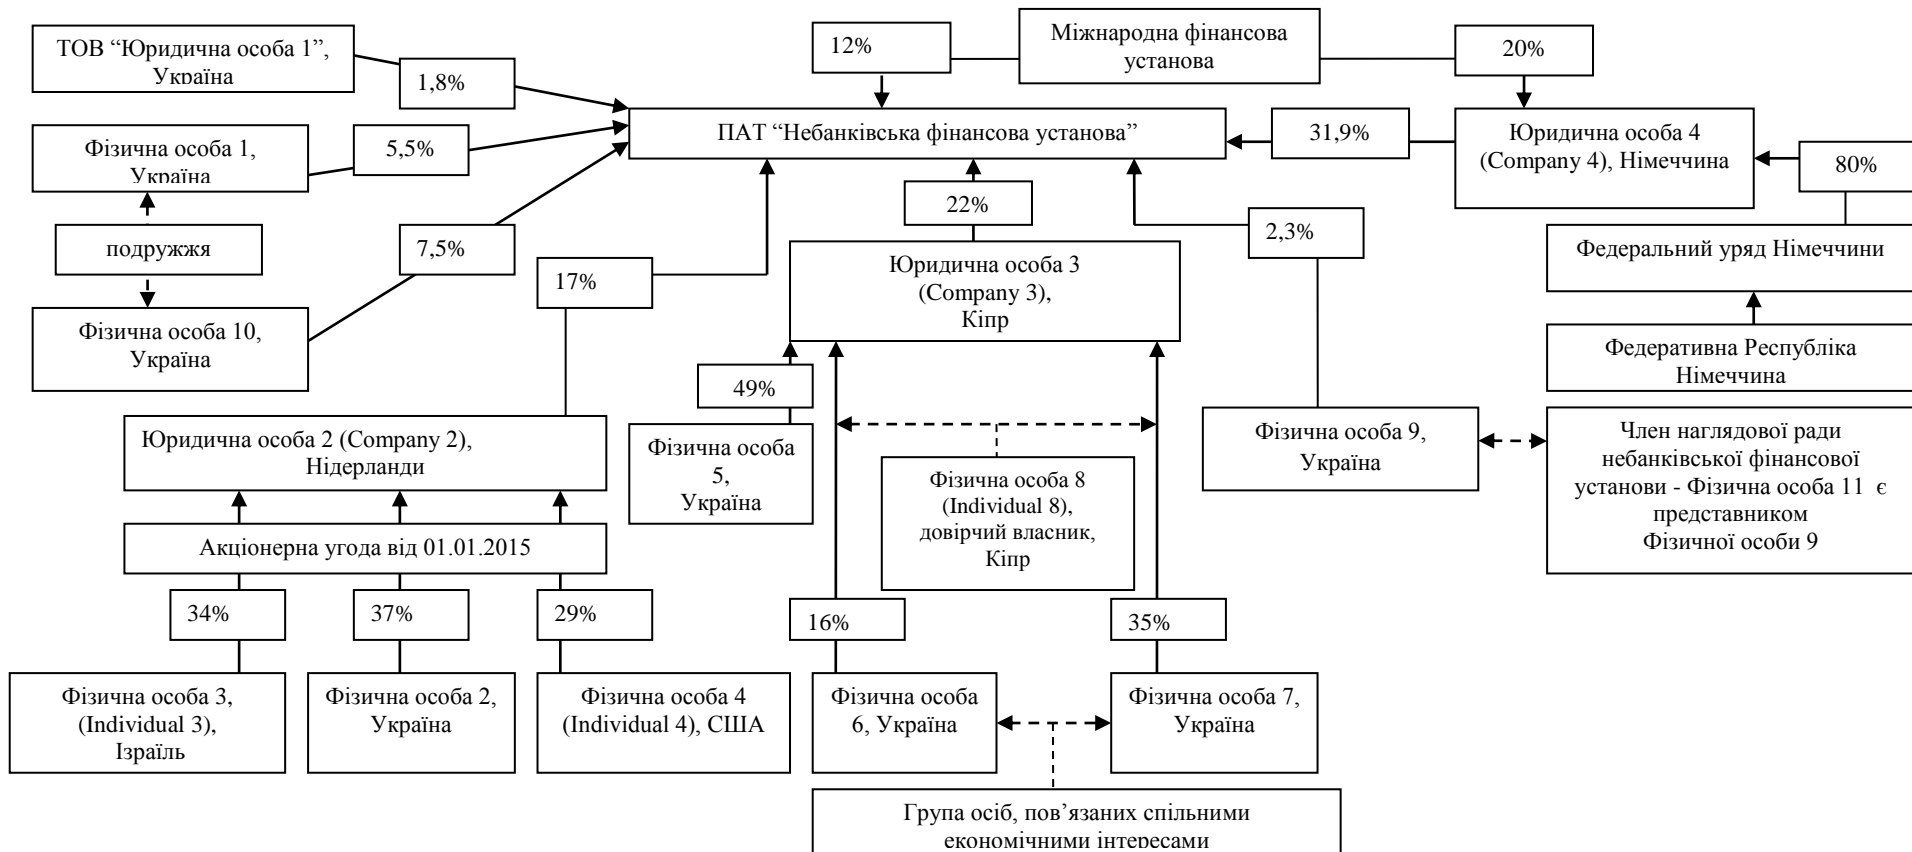 ТОВ “Юридична особа 1”,
Україна
1,8%
12%
Міжнародна фінансова
установа
20%
Фізична особа 1,
Україна
5,5%
ПАТ “Небанківська фінансова установа”
31,9%
Юридична особа 4
(Company 4), Німеччина
80%
подружжя
7,5%
22%
2,3%
Федеральний уряд Німеччини
17%
Юридична особа 3
(Company 3),
Кіпр
Фізична особа 10,
Україна
Федеративна Республіка
Німеччина
49%
Юридична особа 2 (Company 2),
Нідерланди
Фізична особа
5,
Україна
Фізична особа 9,
Україна
Член наглядової ради
небанківської фінансової
установи - Фізична особа 11 є
представником
Фізичної особи 9
Фізична особа 8
(Individual 8),
довірчий власник,
Кіпр
Акціонерна угода від 01.01.2015
34%
37%
29%
16%
35%
Фізична особа 3,
(Individual 3),
Ізраїль
Фізична особа 2,
Україна
Фізична особа 4
(Individual 4), США
Фізична особа
6, Україна
Фізична особа 7,
Україна
Група осіб, пов’язаних спільними
економічними інтересами